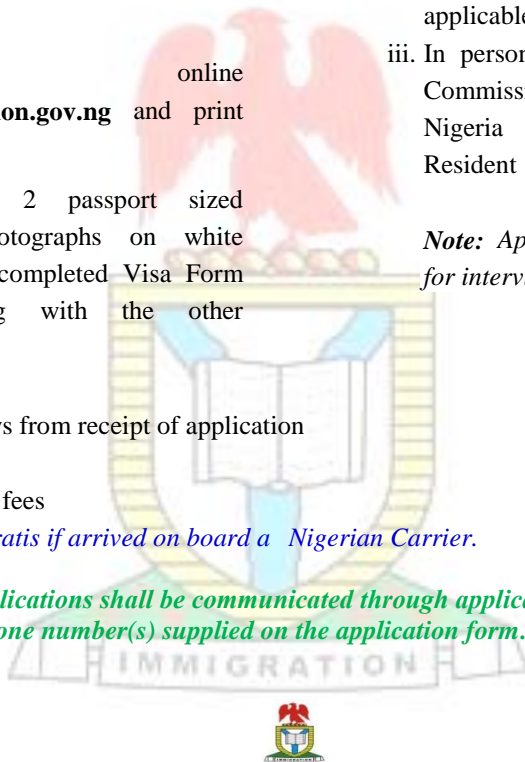 online
on.gov.ng and print
2 passport sized
otographs on white
completed Visa Form
g with the other
s from receipt of application
fees
ratis if arrived on board a Nigerian Carrier.
plications shall be communicated through applica
one number(s) supplied on the application form.
applicable
iii. In person
Commissi
Nigeria
Resident
Note: Ap
for interv
IMMIGRATION